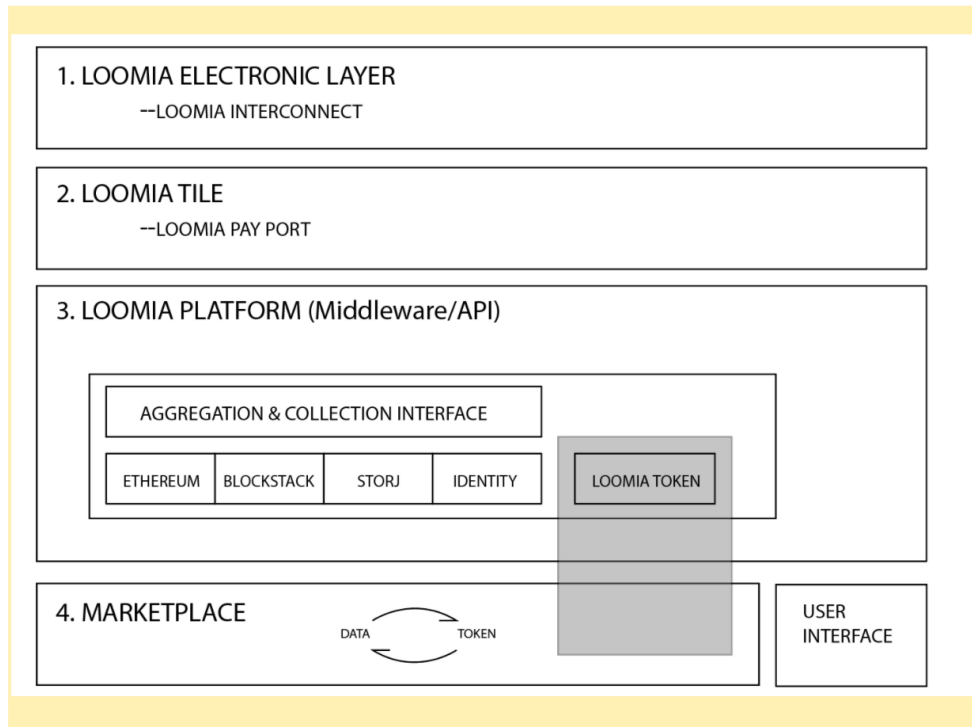 1. LOOMIA ELECTRONIC LAYER
--LOOMIA INTERCONNECT
2. LOOMIA TILE
--LOOMIA PAY PORT
3. LOOMIA PLATFORM (Middleware/API)
AGGREGATION & COLLECTION INTERFACE
ETHEREUM BLOCKSTACK STORJ IDENTITY LOOMIA TOKEN
4. MARKETPLACE
DATA TOKEN
USER
INTERFACE